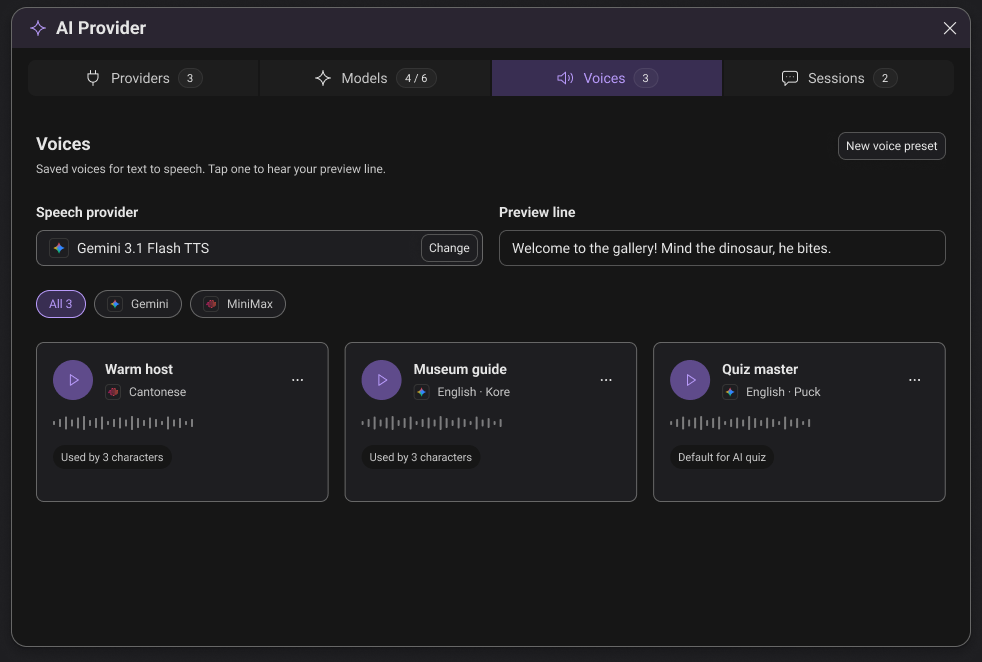 AI Provider
Providers 3
Models 4 / 6
Voices 3
Sessions 2
Voices
New voice preset
Saved voices for text to speech. Tap one to hear your preview line.
Speech provider
Preview line
Gemini 3.1 Flash TTS
Change
Welcome to the gallery! Mind the dinosaur, he bites.
All 3
Gemini
MiniMax
Warm host
Cantonese
Used by 3 characters
Museum guide
English · Kore
Used by 3 characters
Quiz master
English · Puck
Default for AI quiz